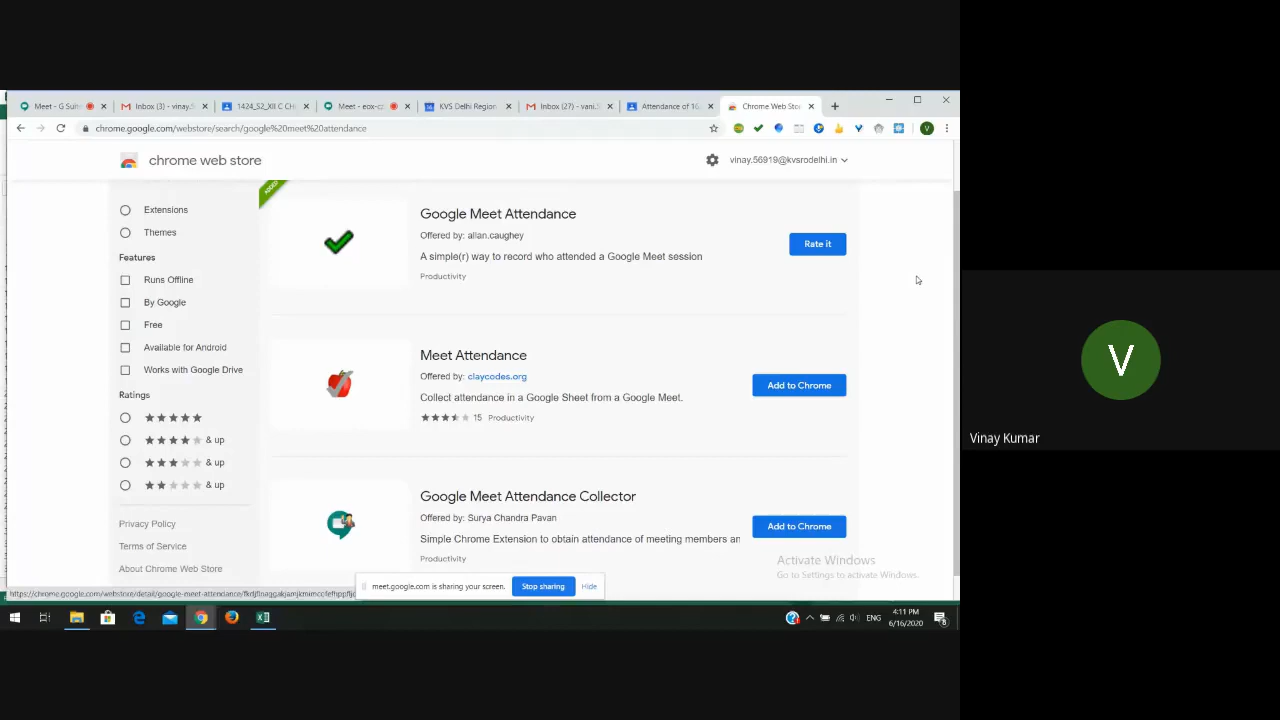 Meet - G Suite
Inbox (3) - vinay.5
1424_S2_XII C CH
Meet - eox-c
KVS Delhi Region
Inbox (27) - vani.5
Attendance of 16.
Chrome Web Sto
chrome.google.com/webstore/search/google%20meet%20attendance
V
chrome web store
vinay.56919@kvsrodelhi.in
Extensions
Themes
Features
Runs Offline
By Google
Free
Available for Android
Works with Google Drive
Ratings
& up
& up
& up
Privacy Policy
Terms of Service
About Chrome Web Store
ADDED
Google Meet Attendance
Offered by: allan.caughey
A simple(r) way to record who attended a Google Meet session
Productivity
Rate it
Meet Attendance
Offered by: claycodes.org
Collect attendance in a Google Sheet from a Google Meet.
15 Productivity
Add to Chrome
Google Meet Attendance Collector
Offered by: Surya Chandra Pavan
Simple Chrome Extension to obtain attendance of meeting members an
Productivity
Add to Chrome
Activate Windows
Go to Settings to activate Windows.
meet.google.com is sharing your screen.
Stop sharing
Hide
ENG
4:11 PM
6/16/2020
V
Vinay Kumar